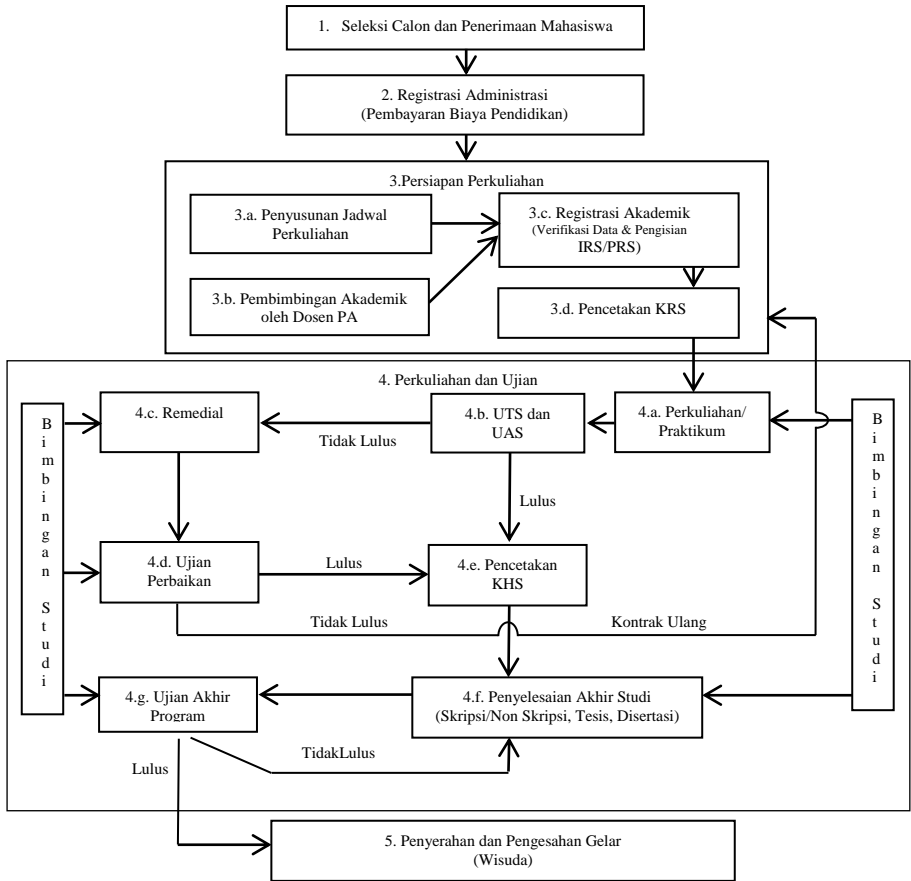 1. Seleksi Calon dan Penerimaan Mahasiswa
2. Registrasi Administrasi
(Pembayaran Biaya Pendidikan)
3.Persiapan Perkuliahan
3.a. Penyusunan Jadwal
Perkuliahan
3.c. Registrasi Akademik
(Verifikasi Data & Pengisian
IRS/PRS)
3.b. Pembimbingan Akademik
oleh Dosen PA
3.d. Pencetakan KRS
4. Perkuliahan dan Ujian
Bimbingan Studi
4.c. Remedial
Tidak Lulus
4.b. UTS dan
UAS
4.a. Perkuliahan/
Praktikum
Bimbingan Studi
Lulus
4.d. Ujian
Perbaikan
Lulus
4.e. Pencetakan
KHS
Tidak Lulus
Kontrak Ulang
4.g. Ujian Akhir
Program
4.f. Penyelesaian Akhir Studi
(Skripsi/Non Skripsi, Tesis, Disertasi)
TidakLulus
Lulus
5. Penyerahan dan Pengesahan Gelar
(Wisuda)